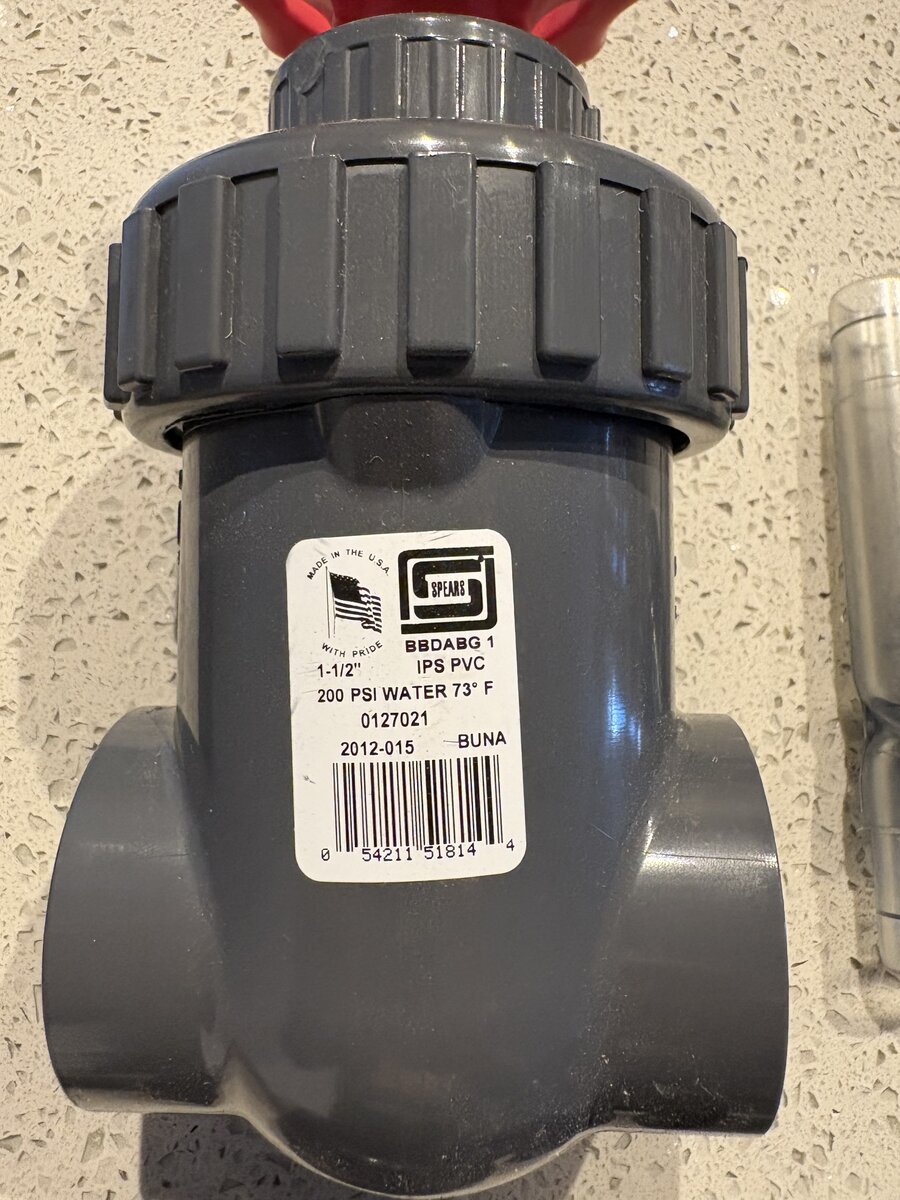 MADE IN THE U.S.A.
WITH PRIDE
SPEARS
BBDABG 1
1-1/2" IPS PVC
200 PSI WATER 73° F
0127021
2012-015 BUNA
0 54211 51814 4